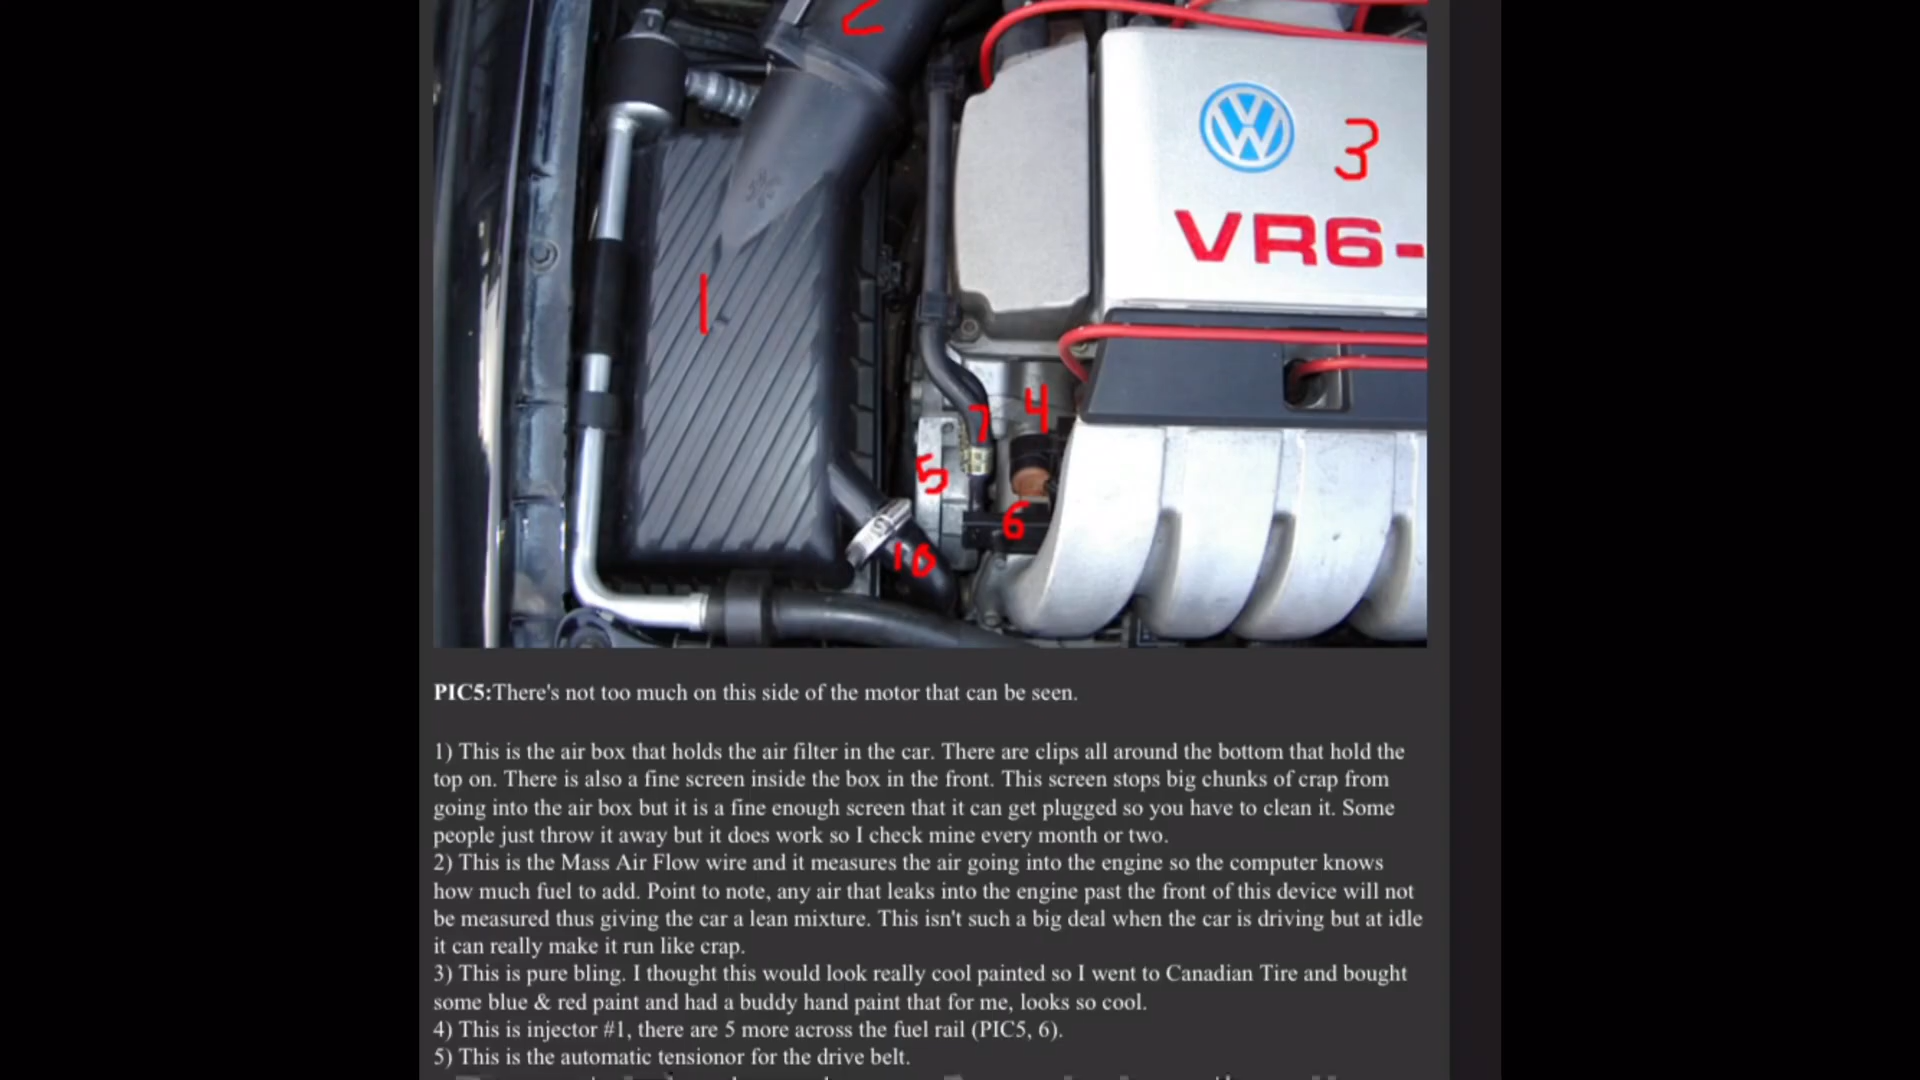 2
3
VR6-
1
7
4
5
6
10
PIC5:There's not too much on this side of the motor that can be seen.
1) This is the air box that holds the air filter in the car. There are clips all around the bottom that hold the
top on. There is also a fine screen inside the box in the front. This screen stops big chunks of crap from
going into the air box but it is a fine enough screen that it can get plugged so you have to clean it. Some
people just throw it away but it does work so I check mine every month or two.
2) This is the Mass Air Flow wire and it measures the air going into the engine so the computer knows
how much fuel to add. Point to note, any air that leaks into the engine past the front of this device will not
be measured thus giving the car a lean mixture. This isn't such a big deal when the car is driving but at idle
it can really make it run like crap.
3) This is pure bling. I thought this would look really cool painted so I went to Canadian Tire and bought
some blue & red paint and had a buddy hand paint that for me, looks so cool.
4) This is injector #1, there are 5 more across the fuel rail (PIC5, 6).
5) This is the automatic tensionor for the drive belt.